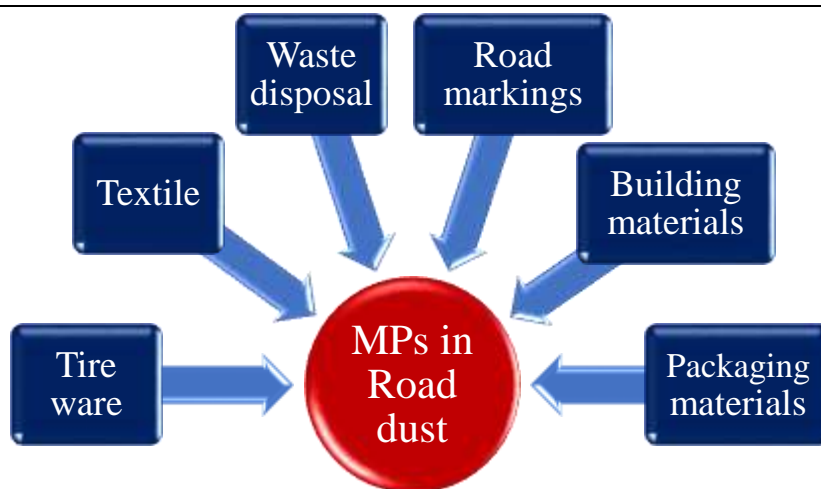 Waste
disposal
Road
markings
Textile
Building
materials
Tire
ware
MPs in
Road
dust
Packaging
materials